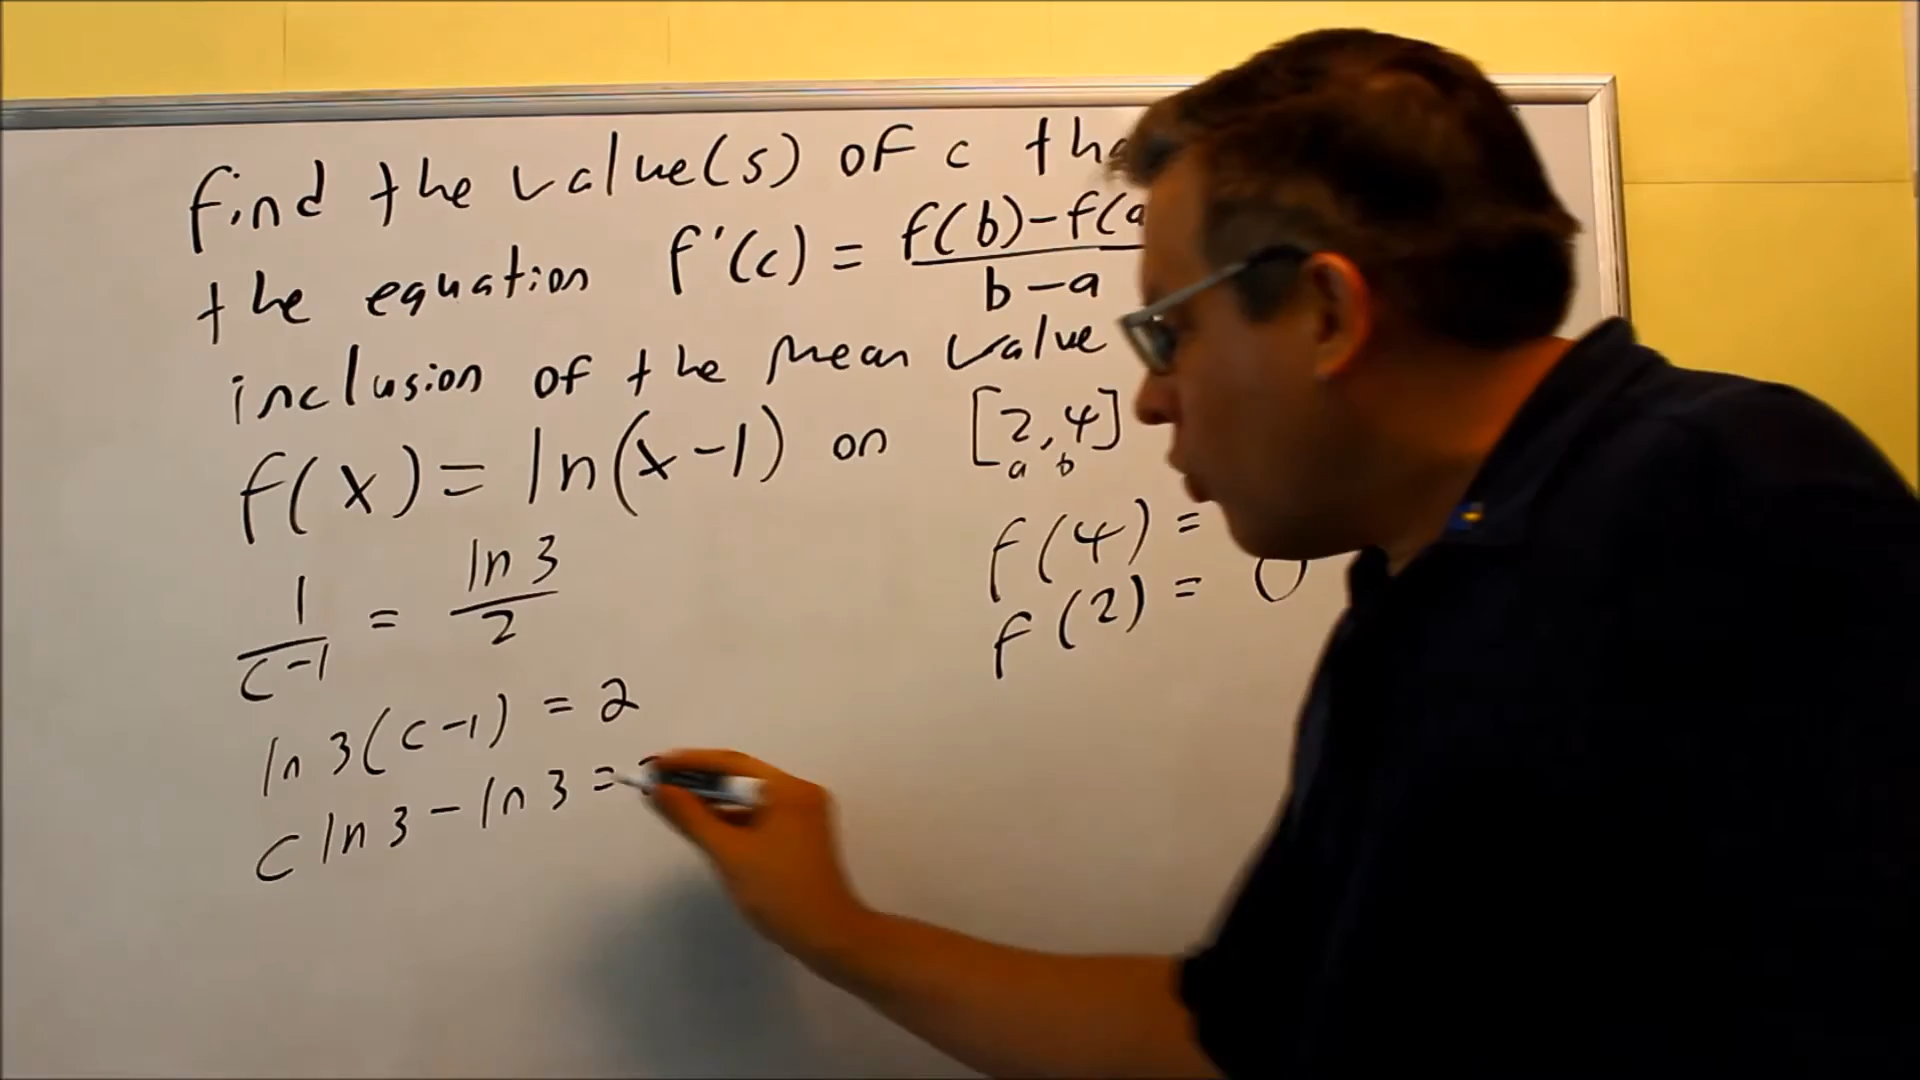 find the value(s) of c
the equation f'(c) = f(b)-f(a / b-a
inclusion of the mean value
f(x) = ln(x-1) on [2,4]
a b
f(4) =
f(2) = 0
1/c-1 = ln 3/2
ln 3(c-1) = 2
c ln 3 - ln 3 =